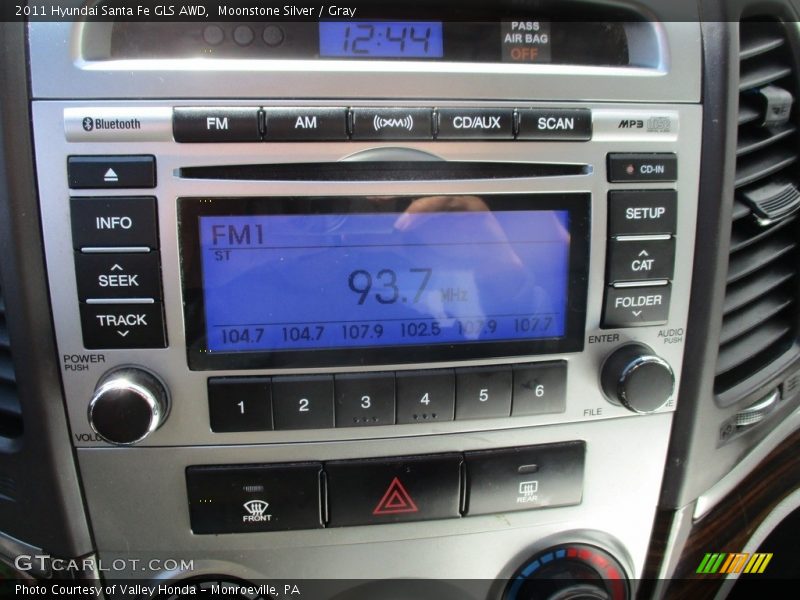 2011 Hyundai Santa Fe GLS AWD,  Moonstone Silver / Gray
12:44
PASS
AIR BAG
OFF
Bluetooth
FM
AM
((XM))
CD/AUX
SCAN
MP3
CD-IN
INFO
SETUP
SEEK
CAT
TRACK
FOLDER
FM1
ST
93.7 MHz
104.7 104.7 107.9 102.5 107.9 107.7
POWER
PUSH
ENTER
AUDIO
PUSH
1 2 3 4 5 6
VOLU
FILE
NE
FRONT
REAR
GTCARLOT.COM
Photo Courtesy of Valley Honda - Monroeville, PA